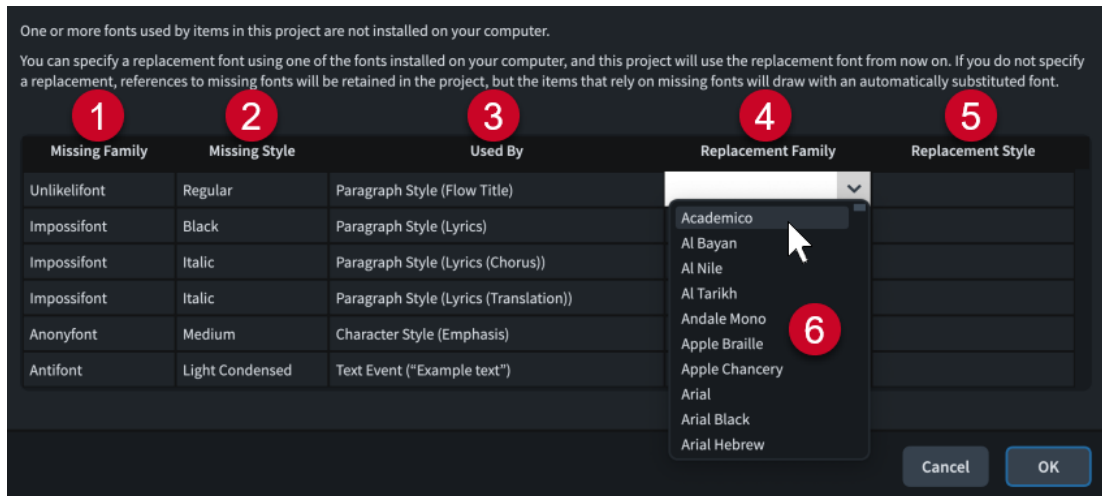 One or more fonts used by items in this project are not installed on your computer.
You can specify a replacement font using one of the fonts installed on your computer, and this project will use the replacement font from now on. If you do not specify
a replacement, references to missing fonts will be retained in the project, but the items that rely on missing fonts will draw with an automatically substituted font.
1 2 3 4 5
Missing Family Missing Style Used By Replacement Family Replacement Style
Unlikelifont Regular Paragraph Style (Flow Title)
Impossifont Black Paragraph Style (Lyrics) Academico
Impossifont Italic Paragraph Style (Lyrics (Chorus)) Al Bayan
Impossifont Italic Paragraph Style (Lyrics (Translation)) Al Nile
Anonyfont Medium Character Style (Emphasis) Al Tarikh
Antifont Light Condensed Text Event (“Example text”) Andale Mono
6
Apple Braille
Apple Chancery
Arial
Arial Black
Arial Hebrew
Cancel OK